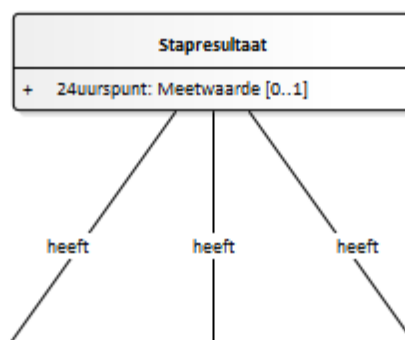 Stapresultaat
+ 24uurspunt: Meetwaarde [0..1]
heeft heeft heeft